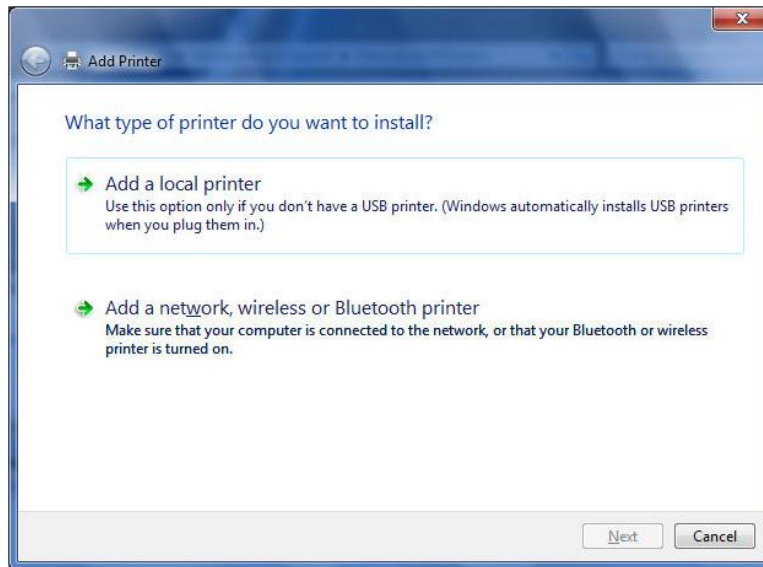 Add Printer
What type of printer do you want to install?
Add a local printer
Use this option only if you don't have a USB printer. (Windows automatically installs USB printers
when you plug them in.)
Add a network, wireless or Bluetooth printer
Make sure that your computer is connected to the network, or that your Bluetooth or wireless
printer is turned on.
Next Cancel